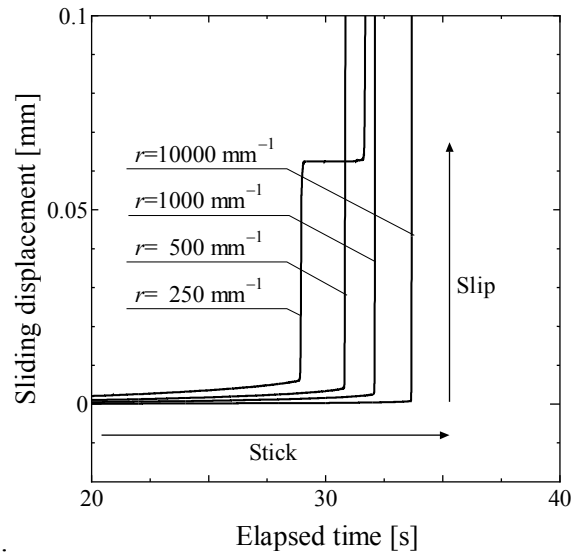 0.1
r=10000 mm⁻¹
r=1000 mm⁻¹
r= 500 mm⁻¹
r= 250 mm⁻¹
0.05
0
Slip
Stick
20
30
40
Sliding displacement [mm]
Elapsed time [s]
.